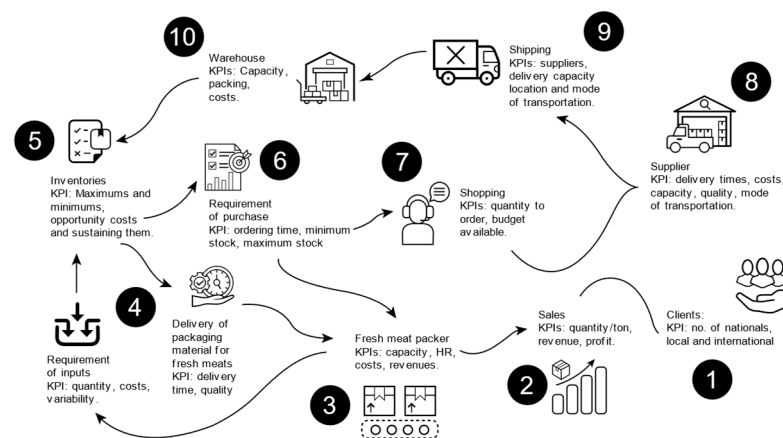 10
Warehouse
KPIs: Capacity,
packing,
costs.
9
Shipping
KPIs: suppliers,
delivery capacity
location and mode
of transportation.
8
Supplier
KPI: delivery times, costs,
capacity, quality, mode
of transportation.
5
Inventories
KPI: Maximums and
minimums,
opportunity costs
and sustaining them.
6
Requirement
of purchase
KPI: ordering time, minimum
stock, maximum stock
7
Shopping
KPIs: quantity to
order, budget
available.
4
Requirement
of inputs
KPI: quantity, costs,
variability.
Delivery of
packaging
material for
fresh meats
KPI: delivery
time, quality
Fresh meat packer
KPIs: capacity, HR,
costs, revenues.
3
Sales
KPIs: quantity/ton,
revenue, profit.
2
Clients:
KPI: no. of nationals,
local and international
1